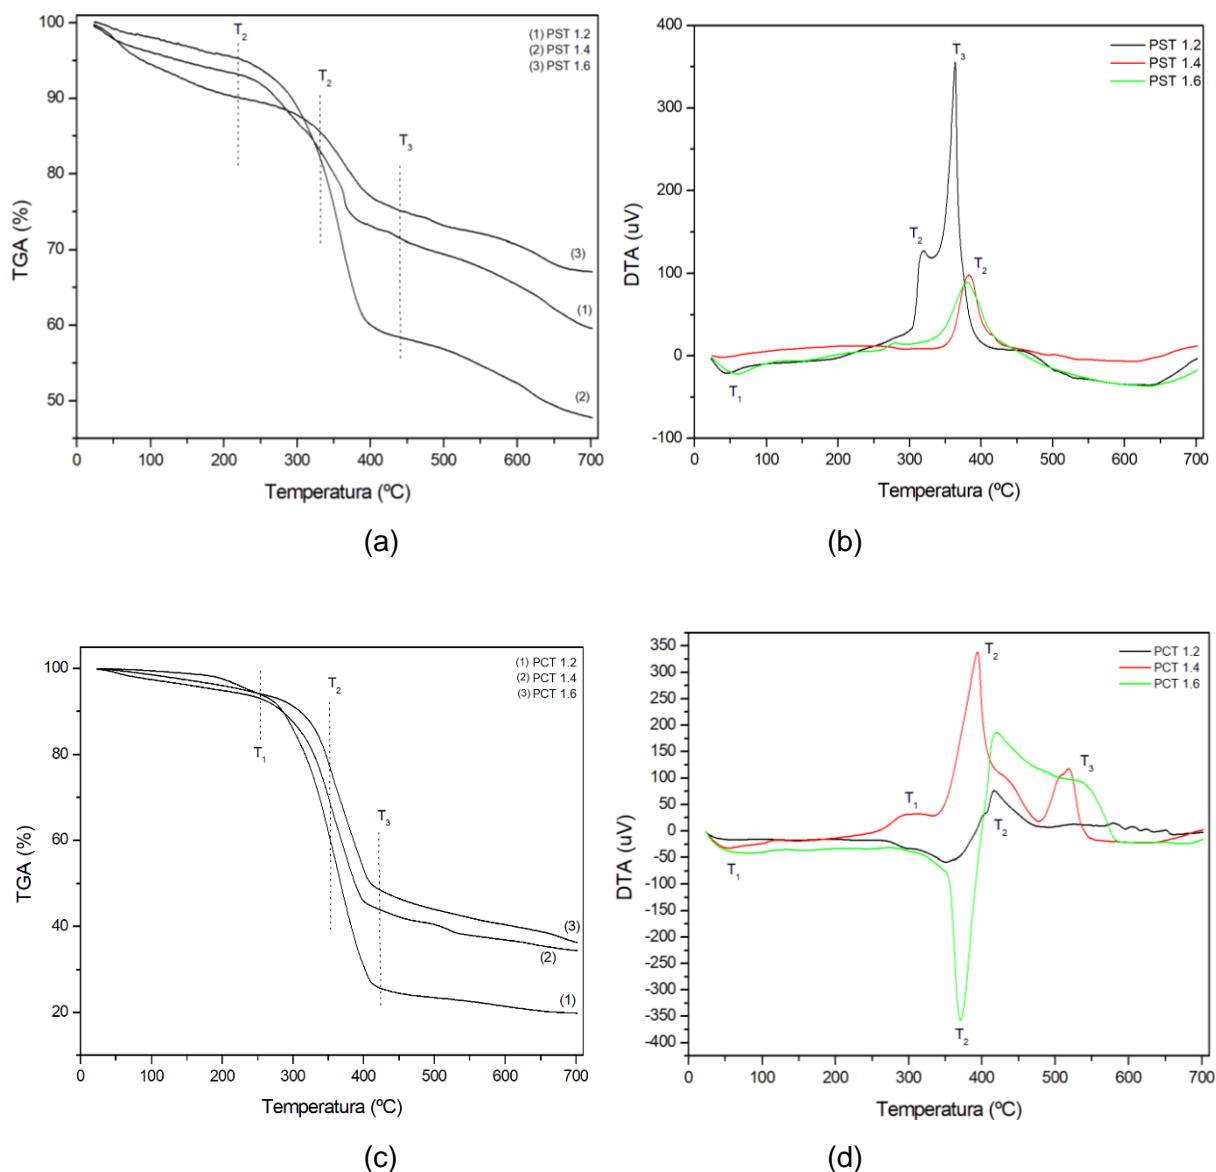 (1) PST 1.2
(2) PST 1.4
(3) PST 1.6
T2
T2
T3
(3)
(1)
(2)
100
90
80
70
60
50
0 100 200 300 400 500 600 700
TGA (%)
Temperatura (ºC)
(a)
PST 1.2
PST 1.4
PST 1.6
T3
T2
T2
T1
400
300
200
100
0
-100
0 100 200 300 400 500 600 700
DTA (uV)
Temperatura (ºC)
(b)
(1) PCT 1.2
(2) PCT 1.4
(3) PCT 1.6
T2
T1
T3
(3)
(2)
(1)
100
80
60
40
20
0 100 200 300 400 500 600 700
TGA (%)
Temperatura (ºC)
(c)
PCT 1.2
PCT 1.4
PCT 1.6
T2
T3
T1
T2
T1
T2
350
300
250
200
150
100
50
0
-50
-100
-150
-200
-250
-300
-350
-400
0 100 200 300 400 500 600 700
DTA (uV)
Temperatura (ºC)
(d)